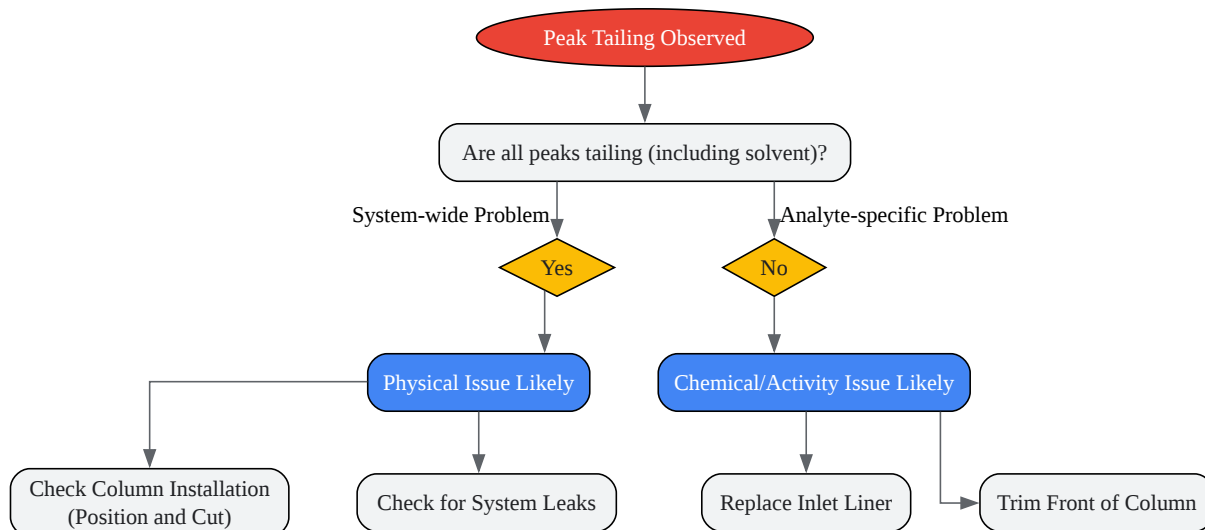 Peak Tailing Observed
Are all peaks tailing (including solvent)?
System-wide Problem
Analyte-specific Problem
Yes
No
Physical Issue Likely
Chemical/Activity Issue Likely
Check Column Installation
(Position and Cut)
Check for System Leaks
Replace Inlet Liner
Trim Front of Column